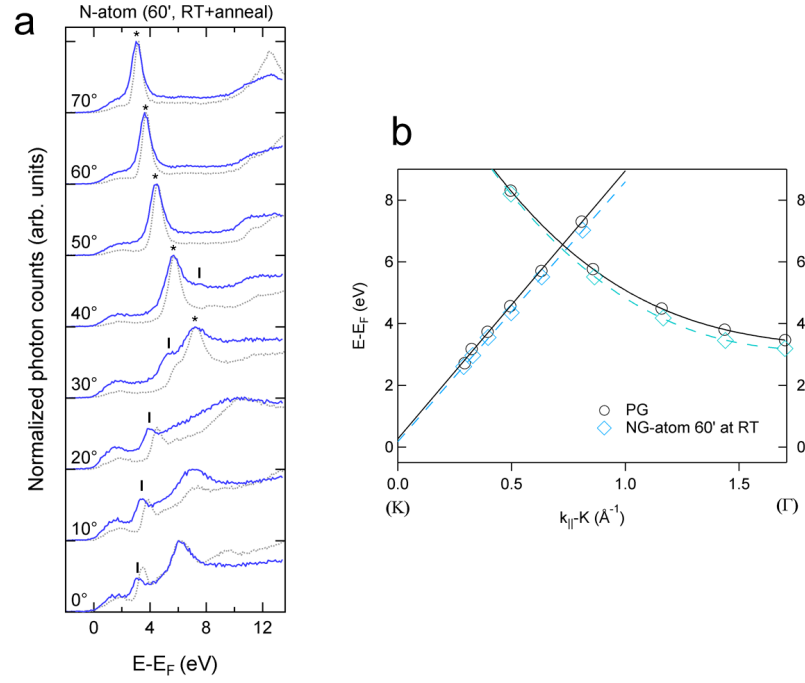 a
N-atom (60', RT+anneal)
*
70°
*
60°
*
50°
*
40°
I
*
30°
I
20°
I
10°
I
0°
I
Normalized photon counts (arb. units)
0
4
8
12
E-E_F (eV)
b
8
6
4
2
0
E-E_F (eV)
8
6
4
2
0
PG
NG-atom 60' at RT
0.0
0.5
1.0
1.5
(K)
(Γ)
k_||-K (Å⁻¹)